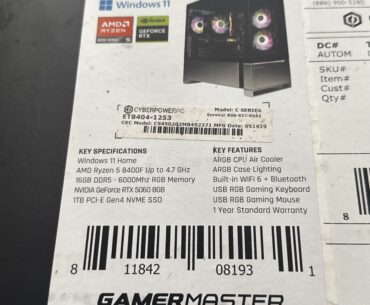 Windows 11
AMD
RYZEN
NVIDIA
GEFORCE
RTX
CYBERPOWERPC
Model: C SERIES
ET8404-1253
KEY SPECIFICATIONS
Windows 11 Home
AMD Ryzen 5 8400F Up to 4.7 GHz
16GB DDR5 - 6000Mhz RGB Memory
NVIDIA GeForce RTX 5060 8GB
1TB PCI-E Gen4 NVME SSD
KEY FEATURES
ARGB CPU Air Cooler
ARGB Case Lighting
Built-in WiFi 6 + Bluetooth
USB RGB Gaming Keyboard
USB RGB Gaming Mouse
1 Year Standard Warranty
8 11842 08193 1
GAMERMASTER
DC#
AUTOM
SKU#
Item#
Cust#
Qty#